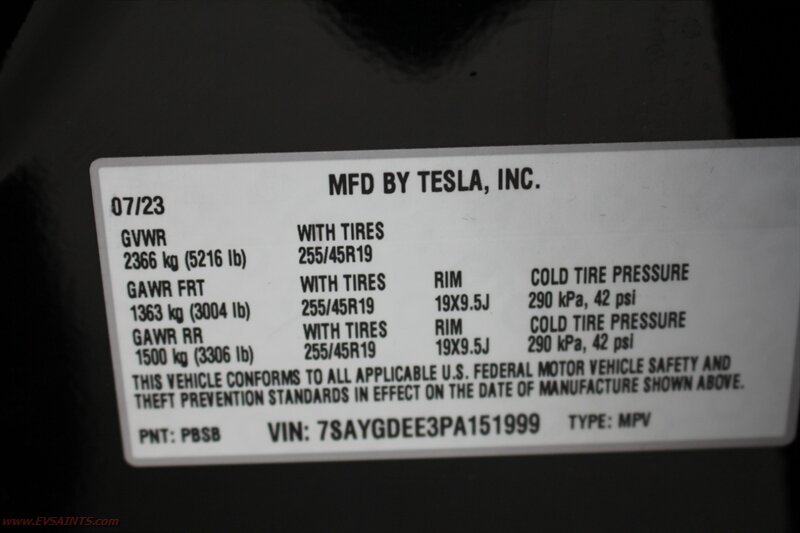 MFD BY TESLA, INC.
07/23
GVWR WITH TIRES
2366 kg (5216 lb) 255/45R19
GAWR FRT WITH TIRES RIM COLD TIRE PRESSURE
1363 kg (3004 lb) 255/45R19 19X9.5J 290 kPa, 42 psi
GAWR RR WITH TIRES RIM COLD TIRE PRESSURE
1500 kg (3306 lb) 255/45R19 19X9.5J 290 kPa, 42 psi
THIS VEHICLE CONFORMS TO ALL APPLICABLE U.S. FEDERAL MOTOR VEHICLE SAFETY AND
THEFT PREVENTION STANDARDS IN EFFECT ON THE DATE OF MANUFACTURE SHOWN ABOVE.
PNT: PBSB VIN: 7SAYGDEE3PA151999 TYPE: MPV
www.EVSAINTS.com